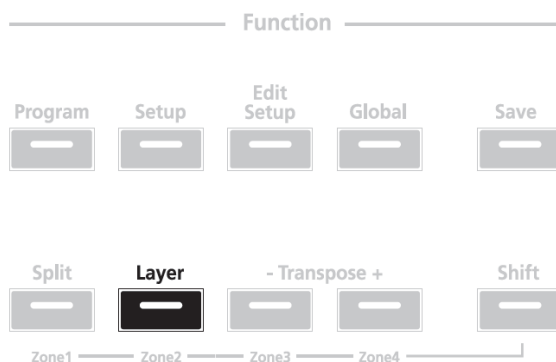 Function
Program Setup Edit Setup Global Save
Split Layer - Transpose + Shift
Zone1 Zone2 Zone3 Zone4